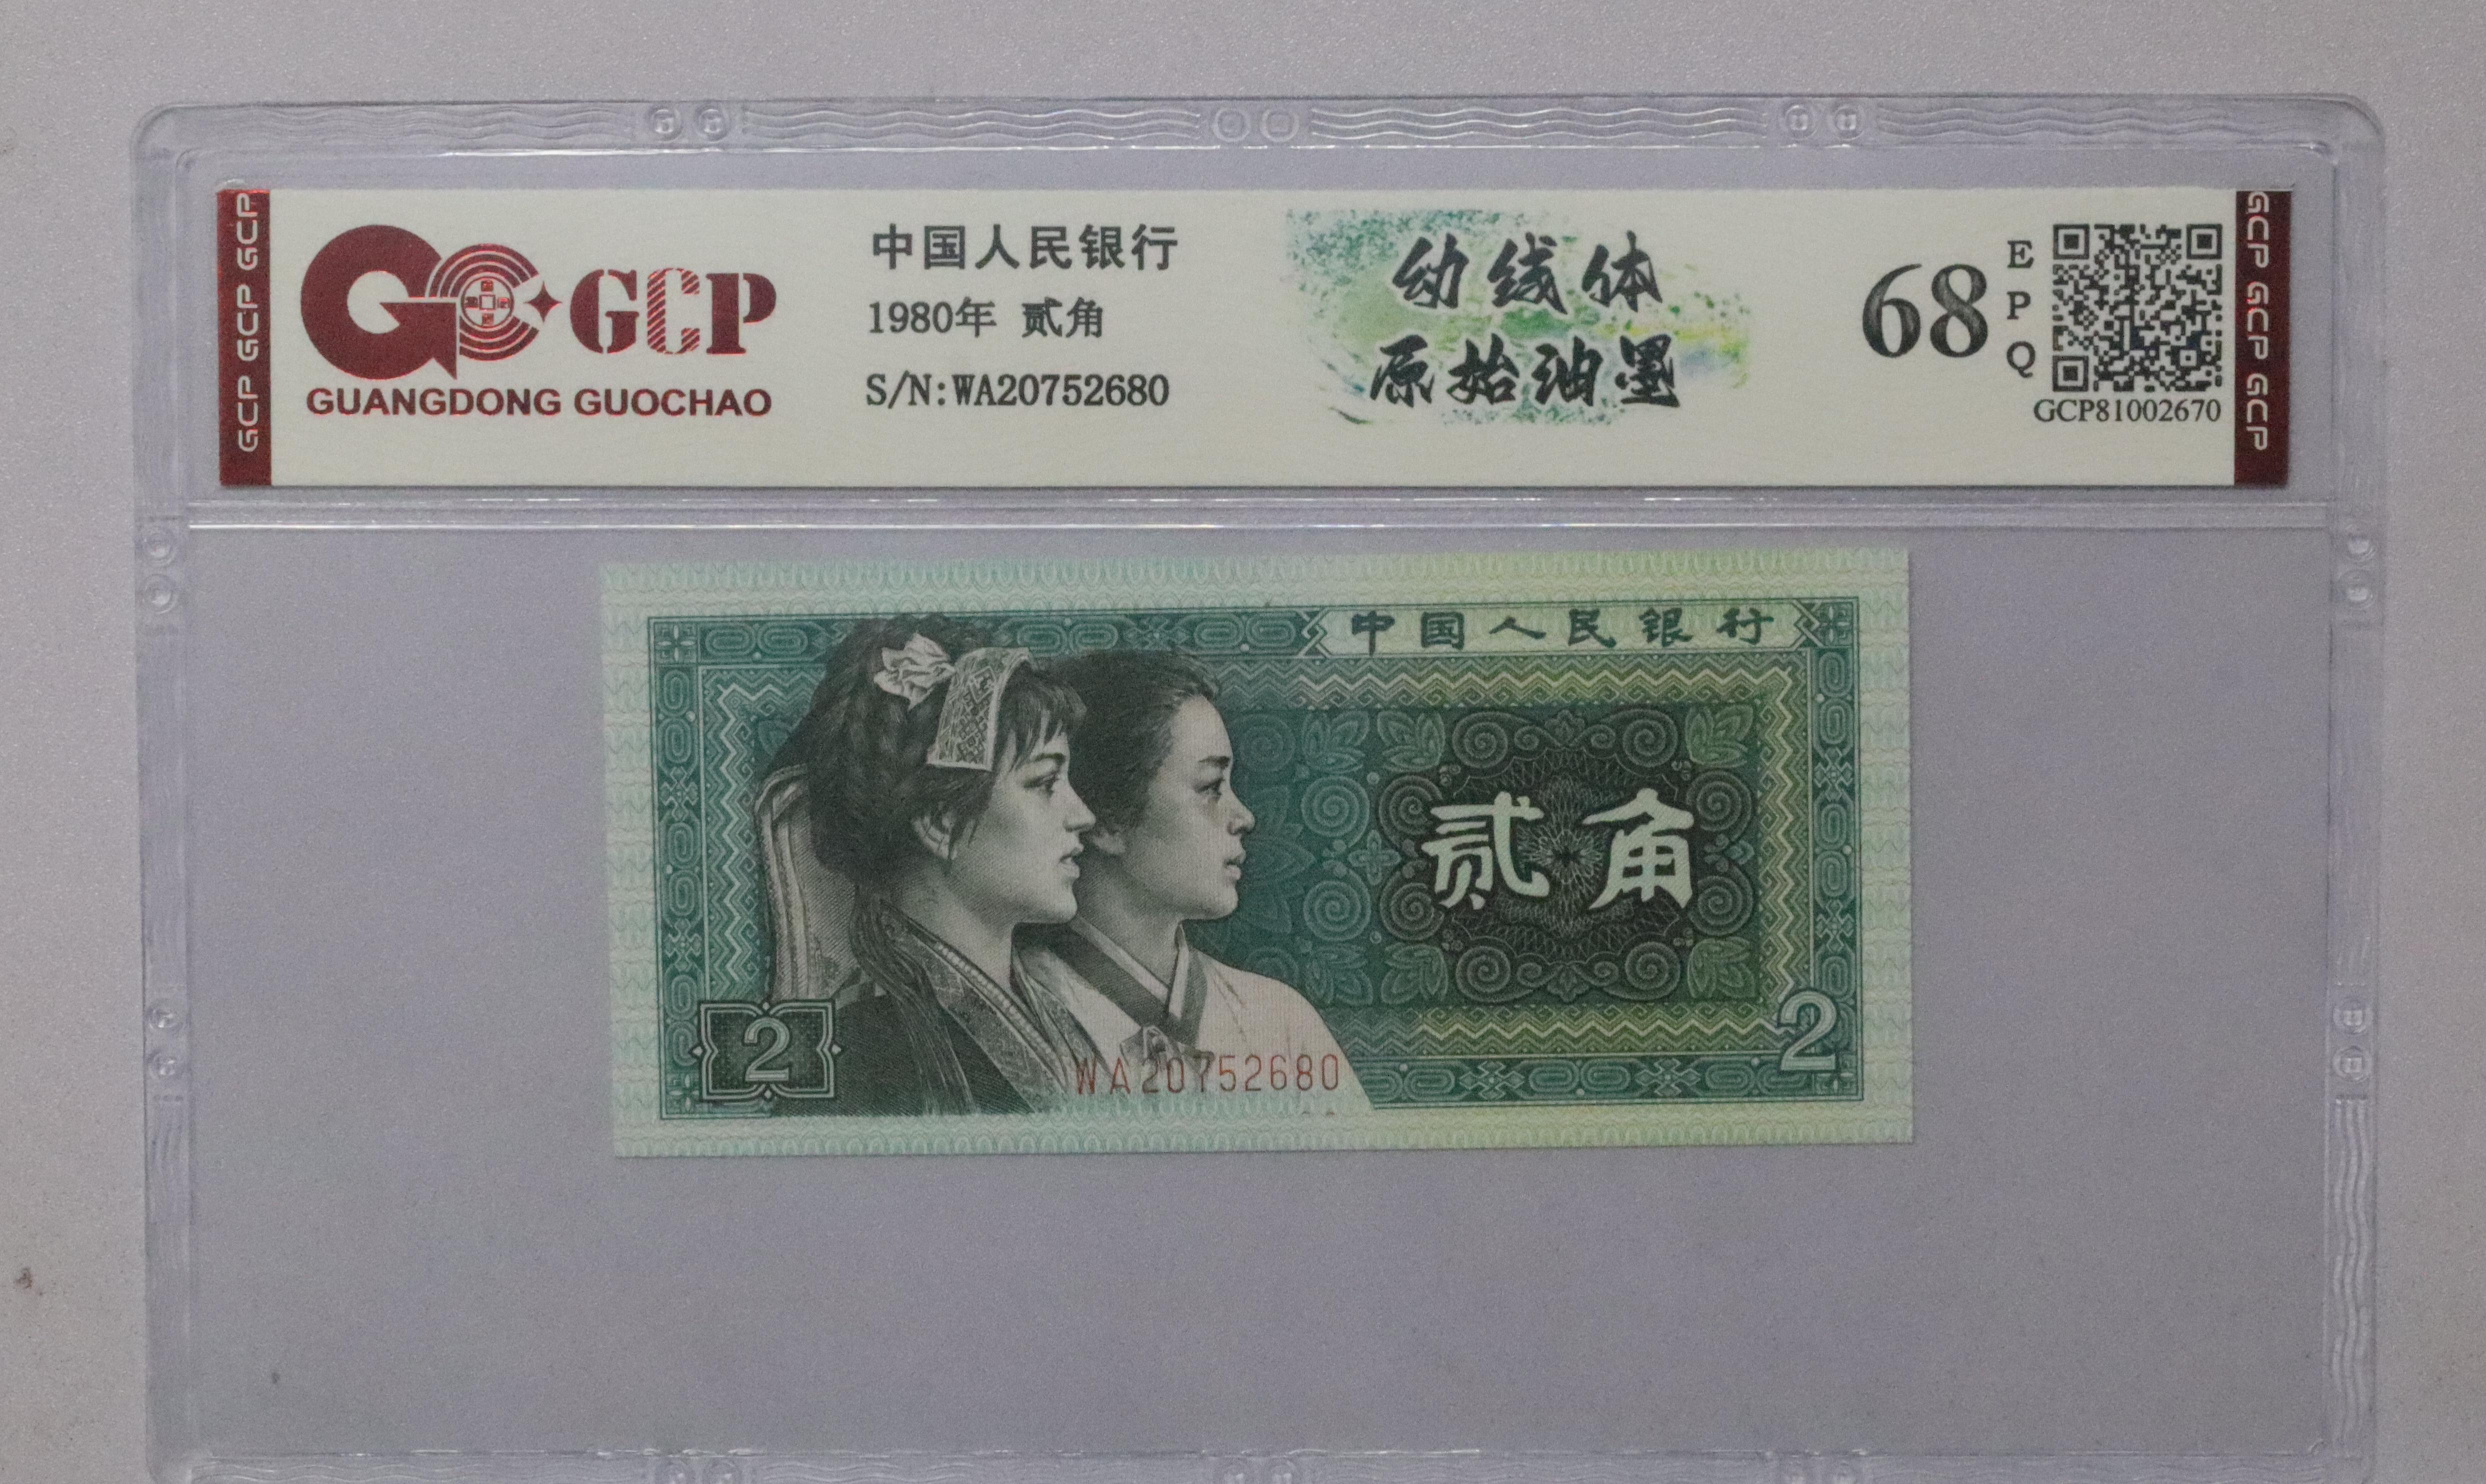 GCP GCP GCP
GCP
GUANGDONG GUOCHAO
中国人民银行
1980年 贰角
S/N:WA20752680
幼线体
原始油墨
68
EPQ
GCP81002670
GCP GCP GCP
中国人民银行
贰角
2
2
WA20752680